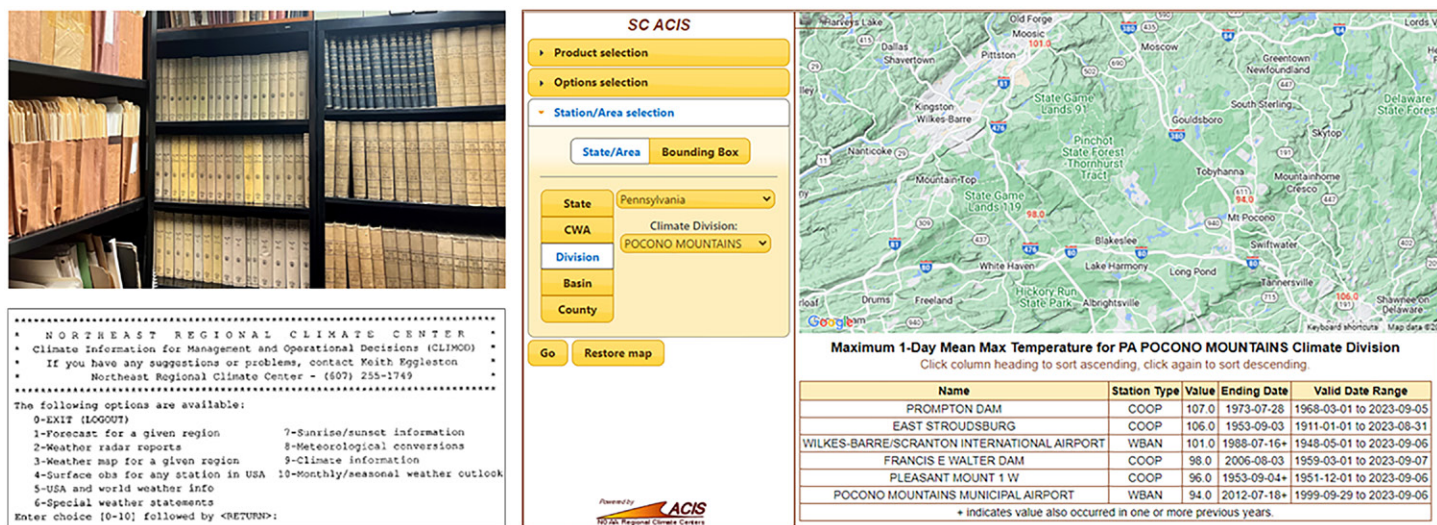 ************************************************************
* NORTHEAST REGIONAL CLIMATE CENTER *
* Climate Information for Management and Operational Decisions (CLIMOD) *
* If you have any suggestions or problems, contact Keith Eggleston *
* Northeast Regional Climate Center - (607) 255-1749 *
************************************************************
The following options are available:
0-EXIT (LOGOUT)
1-Forecast for a given region 7-Sunrise/sunset information
2-Weather radar reports 8-Meteorological conversions
3-Weather map for a given region 9-Climate information
4-Surface obs for any station in USA 10-Monthly/seasonal weather outlook
5-USA and world weather info
6-Special weather statements
Enter choice [0-10] followed by <RETURN>:
SC ACIS
Product selection
Options selection
Station/Area selection
State/Area Bounding Box
State Pennsylvania
CWA Climate Division:
Division POCONO MOUNTAINS
Basin
County
Go Restore map
Powered by
ACIS
NOAA Regional Climate Centers
Harveys Lake
Old Forge
Moosic
101.0
Lords V
Dallas
Shavertown
Pittston
Moscow
Greentown
Newfoundland
Kingston
Wilkes-Barre
State Game
Lands 91
South Sterling
Delaware
State Forest
Gouldsboro
Skytop
Nanticoke
Pinchot
State Forest
-Thornhurst
Tract
Tobyhanna
Mountainhome
Cresco
Mountain-Top
State Game
Lands 119
98.0
94.0
Mt Pocono
Blakeslee
Swiftwater
White Haven
Lake Harmony
Long Pond
Tannersville
Drums
Freeland
Hickory Run
State Park
Albrightsville
106.0
Shawnee on
Delaware
Google
Keyboard shortcuts Map data ©20
Maximum 1-Day Mean Max Temperature for PA POCONO MOUNTAINS Climate Division
Click column heading to sort ascending, click again to sort descending.
Name Station Type Value Ending Date Valid Date Range
PROMPTON DAM COOP 107.0 1973-07-28 1968-03-01 to 2023-09-05
EAST STROUDSBURG COOP 106.0 1953-09-03 1911-01-01 to 2023-08-31
WILKES-BARRE/SCRANTON INTERNATIONAL AIRPORT WBAN 101.0 1988-07-16+ 1948-05-01 to 2023-09-06
FRANCIS E WALTER DAM COOP 98.0 2006-08-03 1959-03-01 to 2023-09-07
PLEASANT MOUNT 1 W COOP 96.0 1953-09-04+ 1951-12-01 to 2023-09-06
POCONO MOUNTAINS MUNICIPAL AIRPORT WBAN 94.0 2012-07-18+ 1999-09-29 to 2023-09-06
+ indicates value also occurred in one or more previous years.